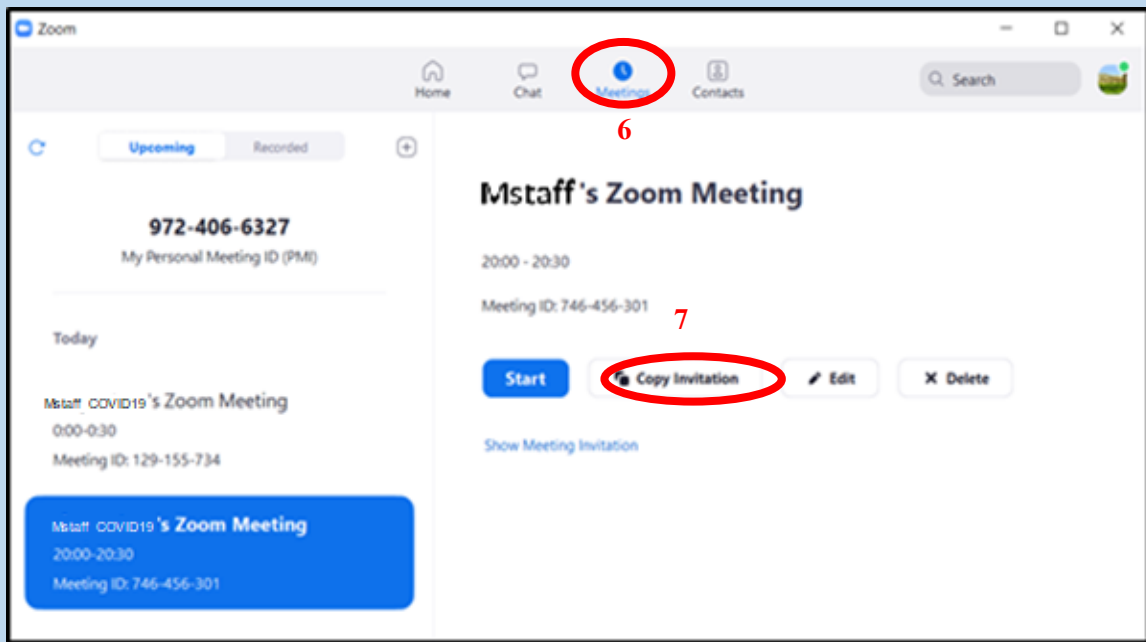 Zoom
Home
Chat
Meetings
Contacts
Search
6
Upcoming
Recorded
972-406-6327
My Personal Meeting ID (PMI)
Today
Mstaff COVID19's Zoom Meeting
0:00-0:30
Meeting ID: 129-155-734
Mstaff COVID19's Zoom Meeting
20:00-20:30
Meeting ID: 746-456-301
Mstaff's Zoom Meeting
20:00 - 20:30
Meeting ID: 746-456-301
7
Start
Copy Invitation
Edit
Delete
Show Meeting Invitation